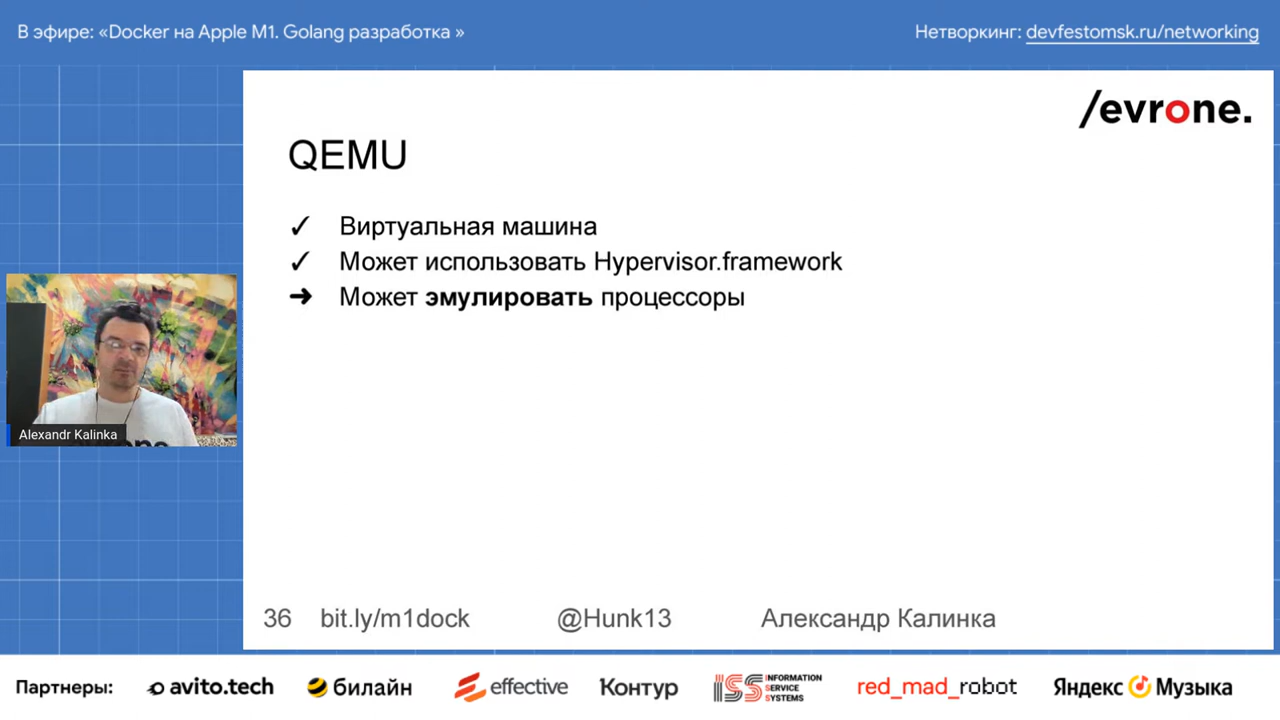 В эфире: «Docker на Apple M1. Golang разработка »
Нетворкинг: devfestomsk.ru/networking
/evrone.
QEMU
✓ Виртуальная машина
✓ Может использовать Hypervisor.framework
➜ Может эмулировать процессоры
Alexandr Kalinka
36 bit.ly/m1dock @Hunk13 Александр Калинка
Партнеры: avito.tech билайн effective Контур ISS INFORMATION SERVICE SYSTEMS red_mad_robot Яндекс Музыка